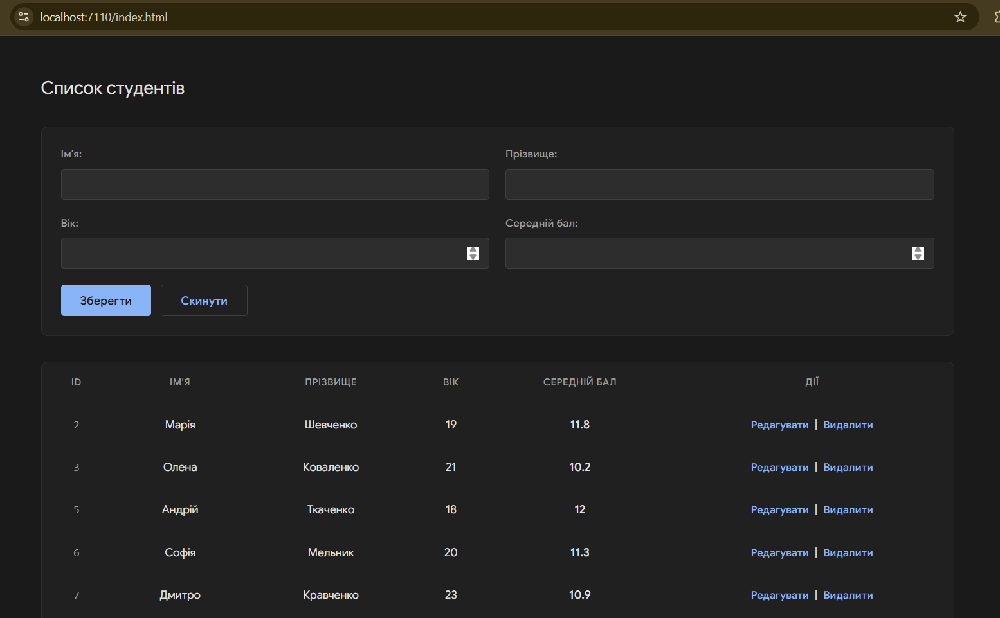 localhost:7110/index.html
Список студентів
Ім'я: Прізвище:
Вік: Середній бал:
Зберегти Скинути
ID ІМ'Я ПРІЗВИЩЕ ВІК СЕРЕДНІЙ БАЛ ДІЇ
2 Марія Шевченко 19 11.8 Редагувати | Видалити
3 Олена Коваленко 21 10.2 Редагувати | Видалити
5 Андрій Ткаченко 18 12 Редагувати | Видалити
6 Софія Мельник 20 11.3 Редагувати | Видалити
7 Дмитро Кравченко 23 10.9 Редагувати | Видалити